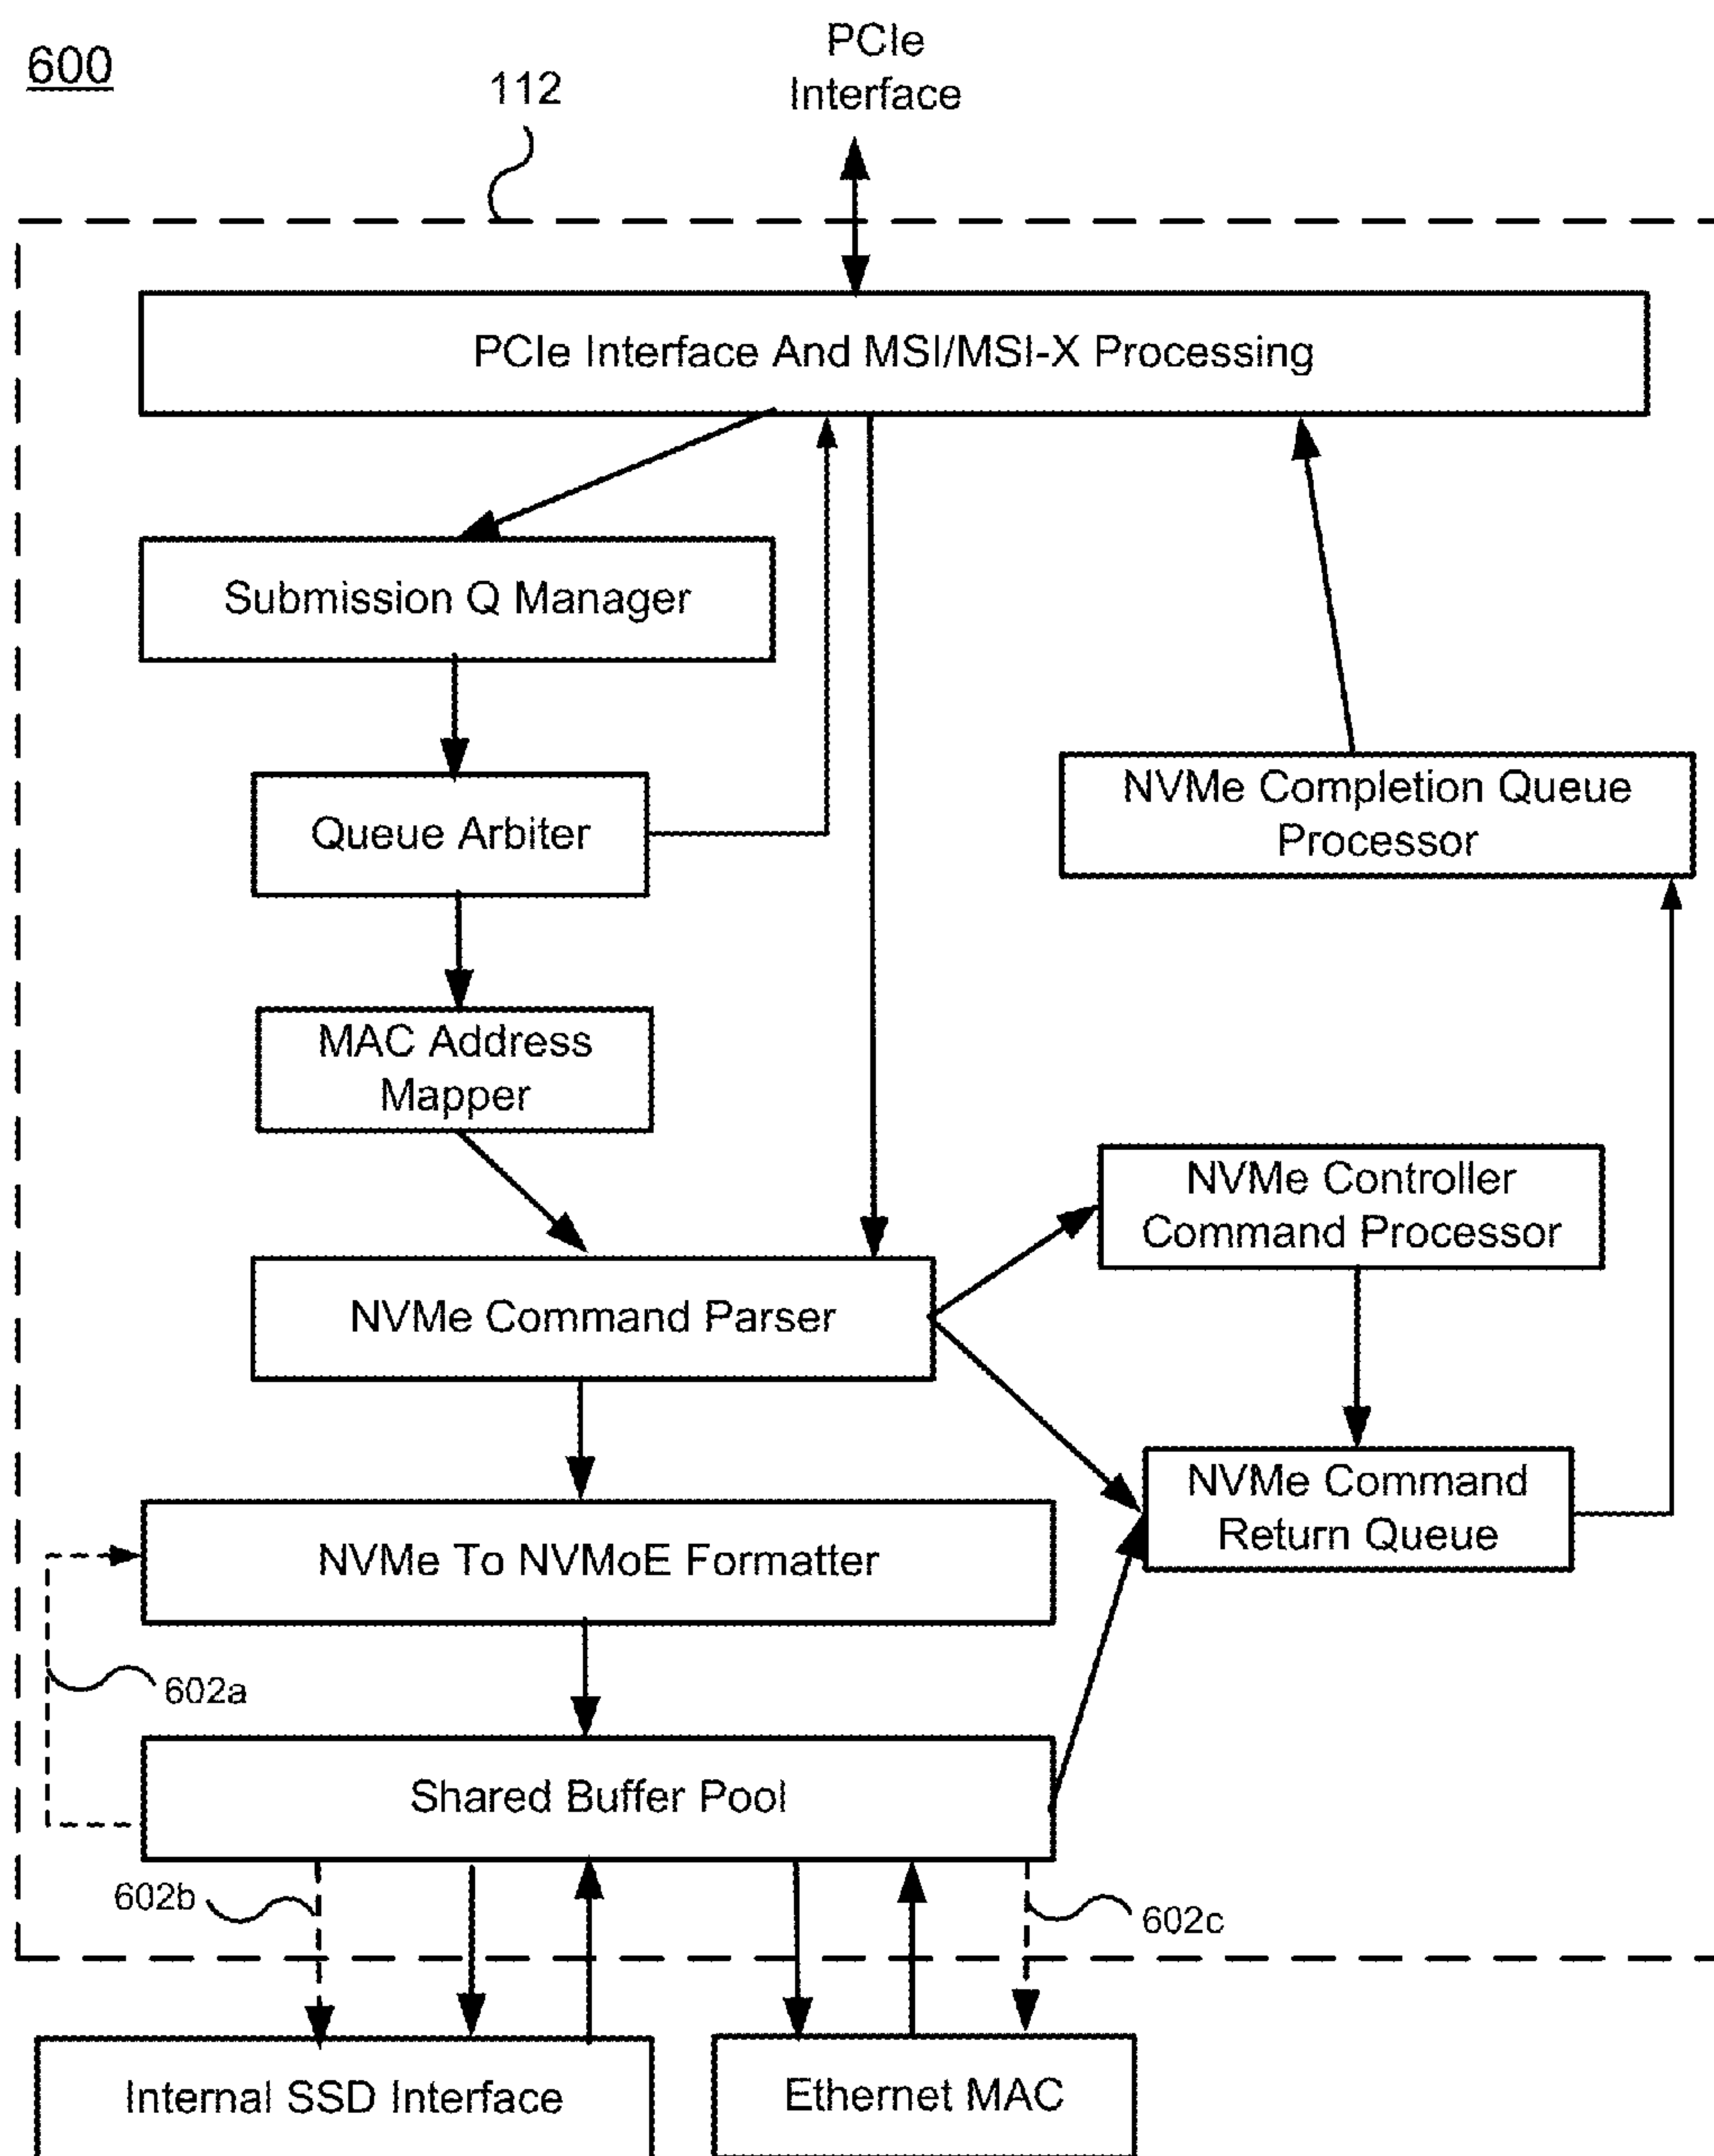 600
112
PCIe
Interface
PCIe Interface And MSI/MSI-X Processing
Submission Q Manager
Queue Arbiter
NVMe Completion Queue
Processor
MAC Address
Mapper
NVMe Controller
Command Processor
NVMe Command Parser
NVMe Command
Return Queue
NVMe To NVMoE Formatter
602a
Shared Buffer Pool
602b
602c
Internal SSD Interface
Ethernet MAC